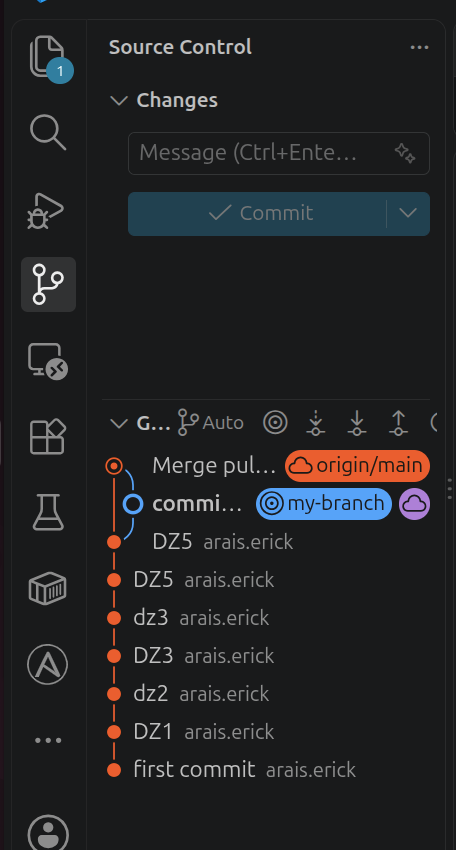 Source Control
1
Changes
Message (Ctrl+Ente...
Commit
G... Auto
Merge pul... origin/main
commi... my-branch
DZ5 arais.erick
DZ5 arais.erick
dz3 arais.erick
DZ3 arais.erick
dz2 arais.erick
DZ1 arais.erick
first commit arais.erick